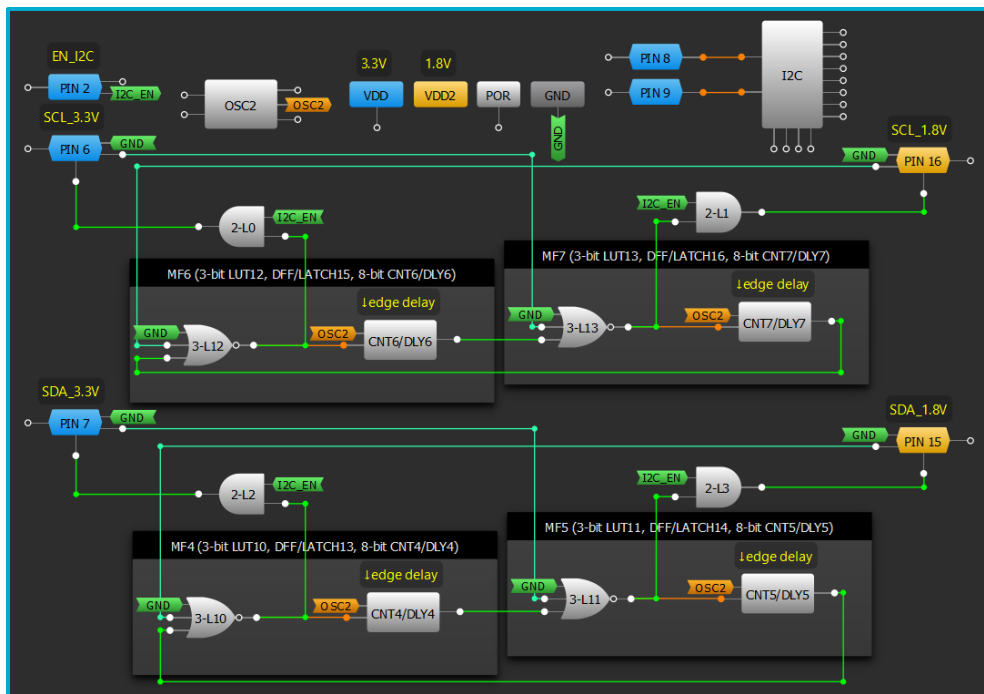 EN_I2C
PIN 2
I2C_EN
OSC2
OSC2
3.3V
VDD
1.8V
VDD2
POR
GND
GND
PIN 8
PIN 9
I2C
SCL_3.3V
PIN 6
GND
SCL_1.8V
GND
PIN 16
I2C_EN
2-L0
I2C_EN
2-L1
MF6 (3-bit LUT12, DFF/LATCH15, 8-bit CNT6/DLY6)
↓edge delay
GND
3-L12
OSC2
CNT6/DLY6
MF7 (3-bit LUT13, DFF/LATCH16, 8-bit CNT7/DLY7)
↓edge delay
GND
3-L13
OSC2
CNT7/DLY7
SDA_3.3V
PIN 7
GND
SDA_1.8V
GND
PIN 15
I2C_EN
2-L2
I2C_EN
2-L3
MF4 (3-bit LUT10, DFF/LATCH13, 8-bit CNT4/DLY4)
↓edge delay
GND
3-L10
OSC2
CNT4/DLY4
MF5 (3-bit LUT11, DFF/LATCH14, 8-bit CNT5/DLY5)
↓edge delay
GND
3-L11
OSC2
CNT5/DLY5